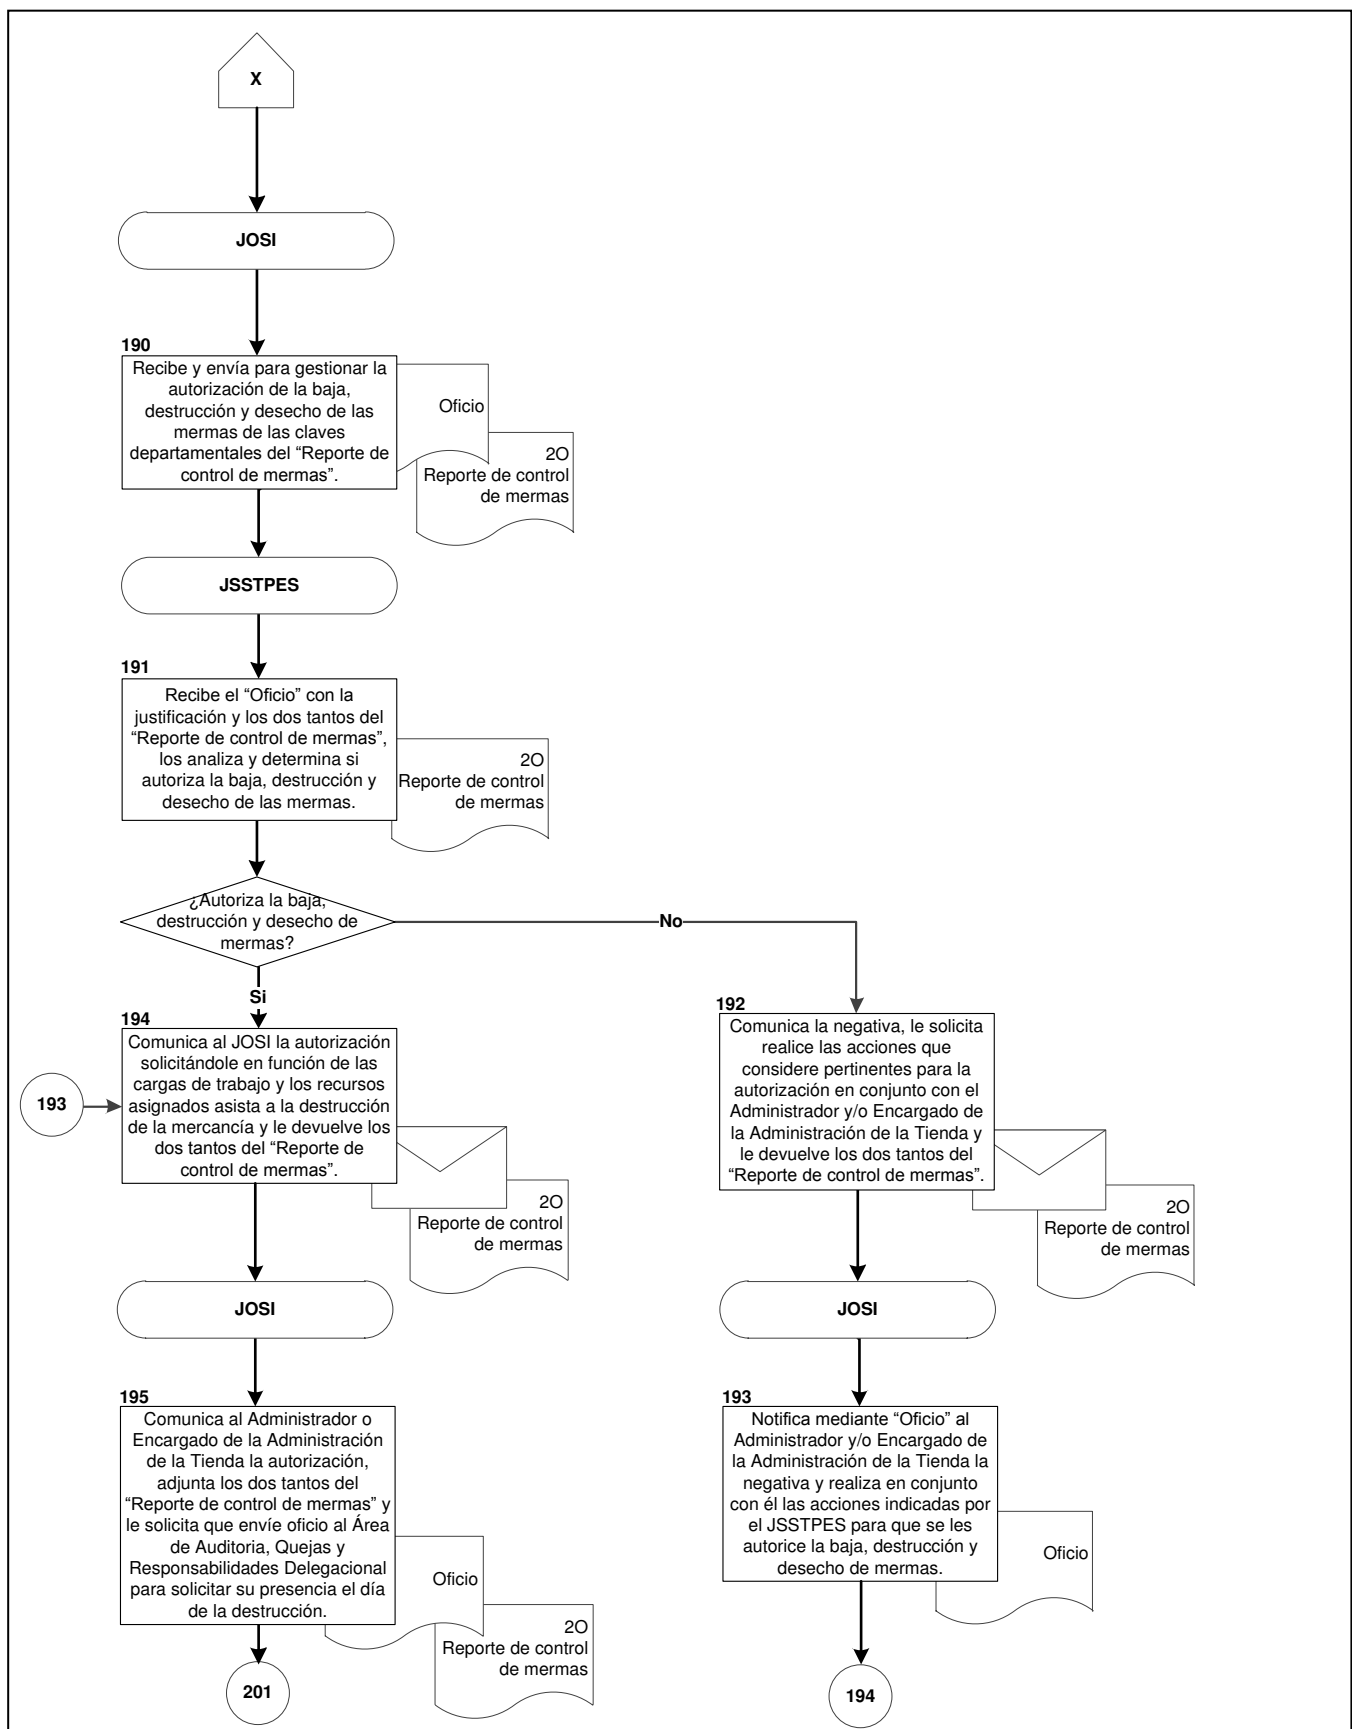 X
JOSI
190
Recibe y envía para gestionar la
autorización de la baja,
destrucción y desecho de las
mermas de las claves
departamentales del “Reporte de
control de mermas”.
Oficio
2O
Reporte de control
de mermas
JSSTPES
191
Recibe el “Oficio” con la
justificación y los dos tantos del
“Reporte de control de mermas”,
los analiza y determina si
autoriza la baja, destrucción y
desecho de las mermas.
2O
Reporte de control
de mermas
¿Autoriza la baja,
destrucción y desecho de
mermas?
No
Si
194
Comunica al JOSI la autorización
solicitándole en función de las
cargas de trabajo y los recursos
asignados asista a la destrucción
de la mercancía y le devuelve los
dos tantos del “Reporte de
control de mermas”.
193
2O
Reporte de control
de mermas
192
Comunica la negativa, le solicita
realice las acciones que
considere pertinentes para la
autorización en conjunto con el
Administrador y/o Encargado de
la Administración de la Tienda y
le devuelve los dos tantos del
“Reporte de control de mermas”.
2O
Reporte de control
de mermas
JOSI
JOSI
195
Comunica al Administrador o
Encargado de la Administración
de la Tienda la autorización,
adjunta los dos tantos del
“Reporte de control de mermas” y
le solicita que envíe oficio al Área
de Auditoria, Quejas y
Responsabilidades Delegacional
para solicitar su presencia el día
de la destrucción.
Oficio
2O
Reporte de control
de mermas
193
Notifica mediante “Oficio” al
Administrador y/o Encargado de
la Administración de la Tienda la
negativa y realiza en conjunto
con él las acciones indicadas por
el JSSTPES para que se les
autorice la baja, destrucción y
desecho de mermas.
Oficio
201
194